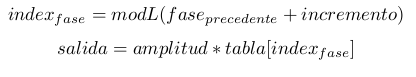 index_fase = modL(fase_precedente + incremento)
salida = amplitud * tabla[index_fase]